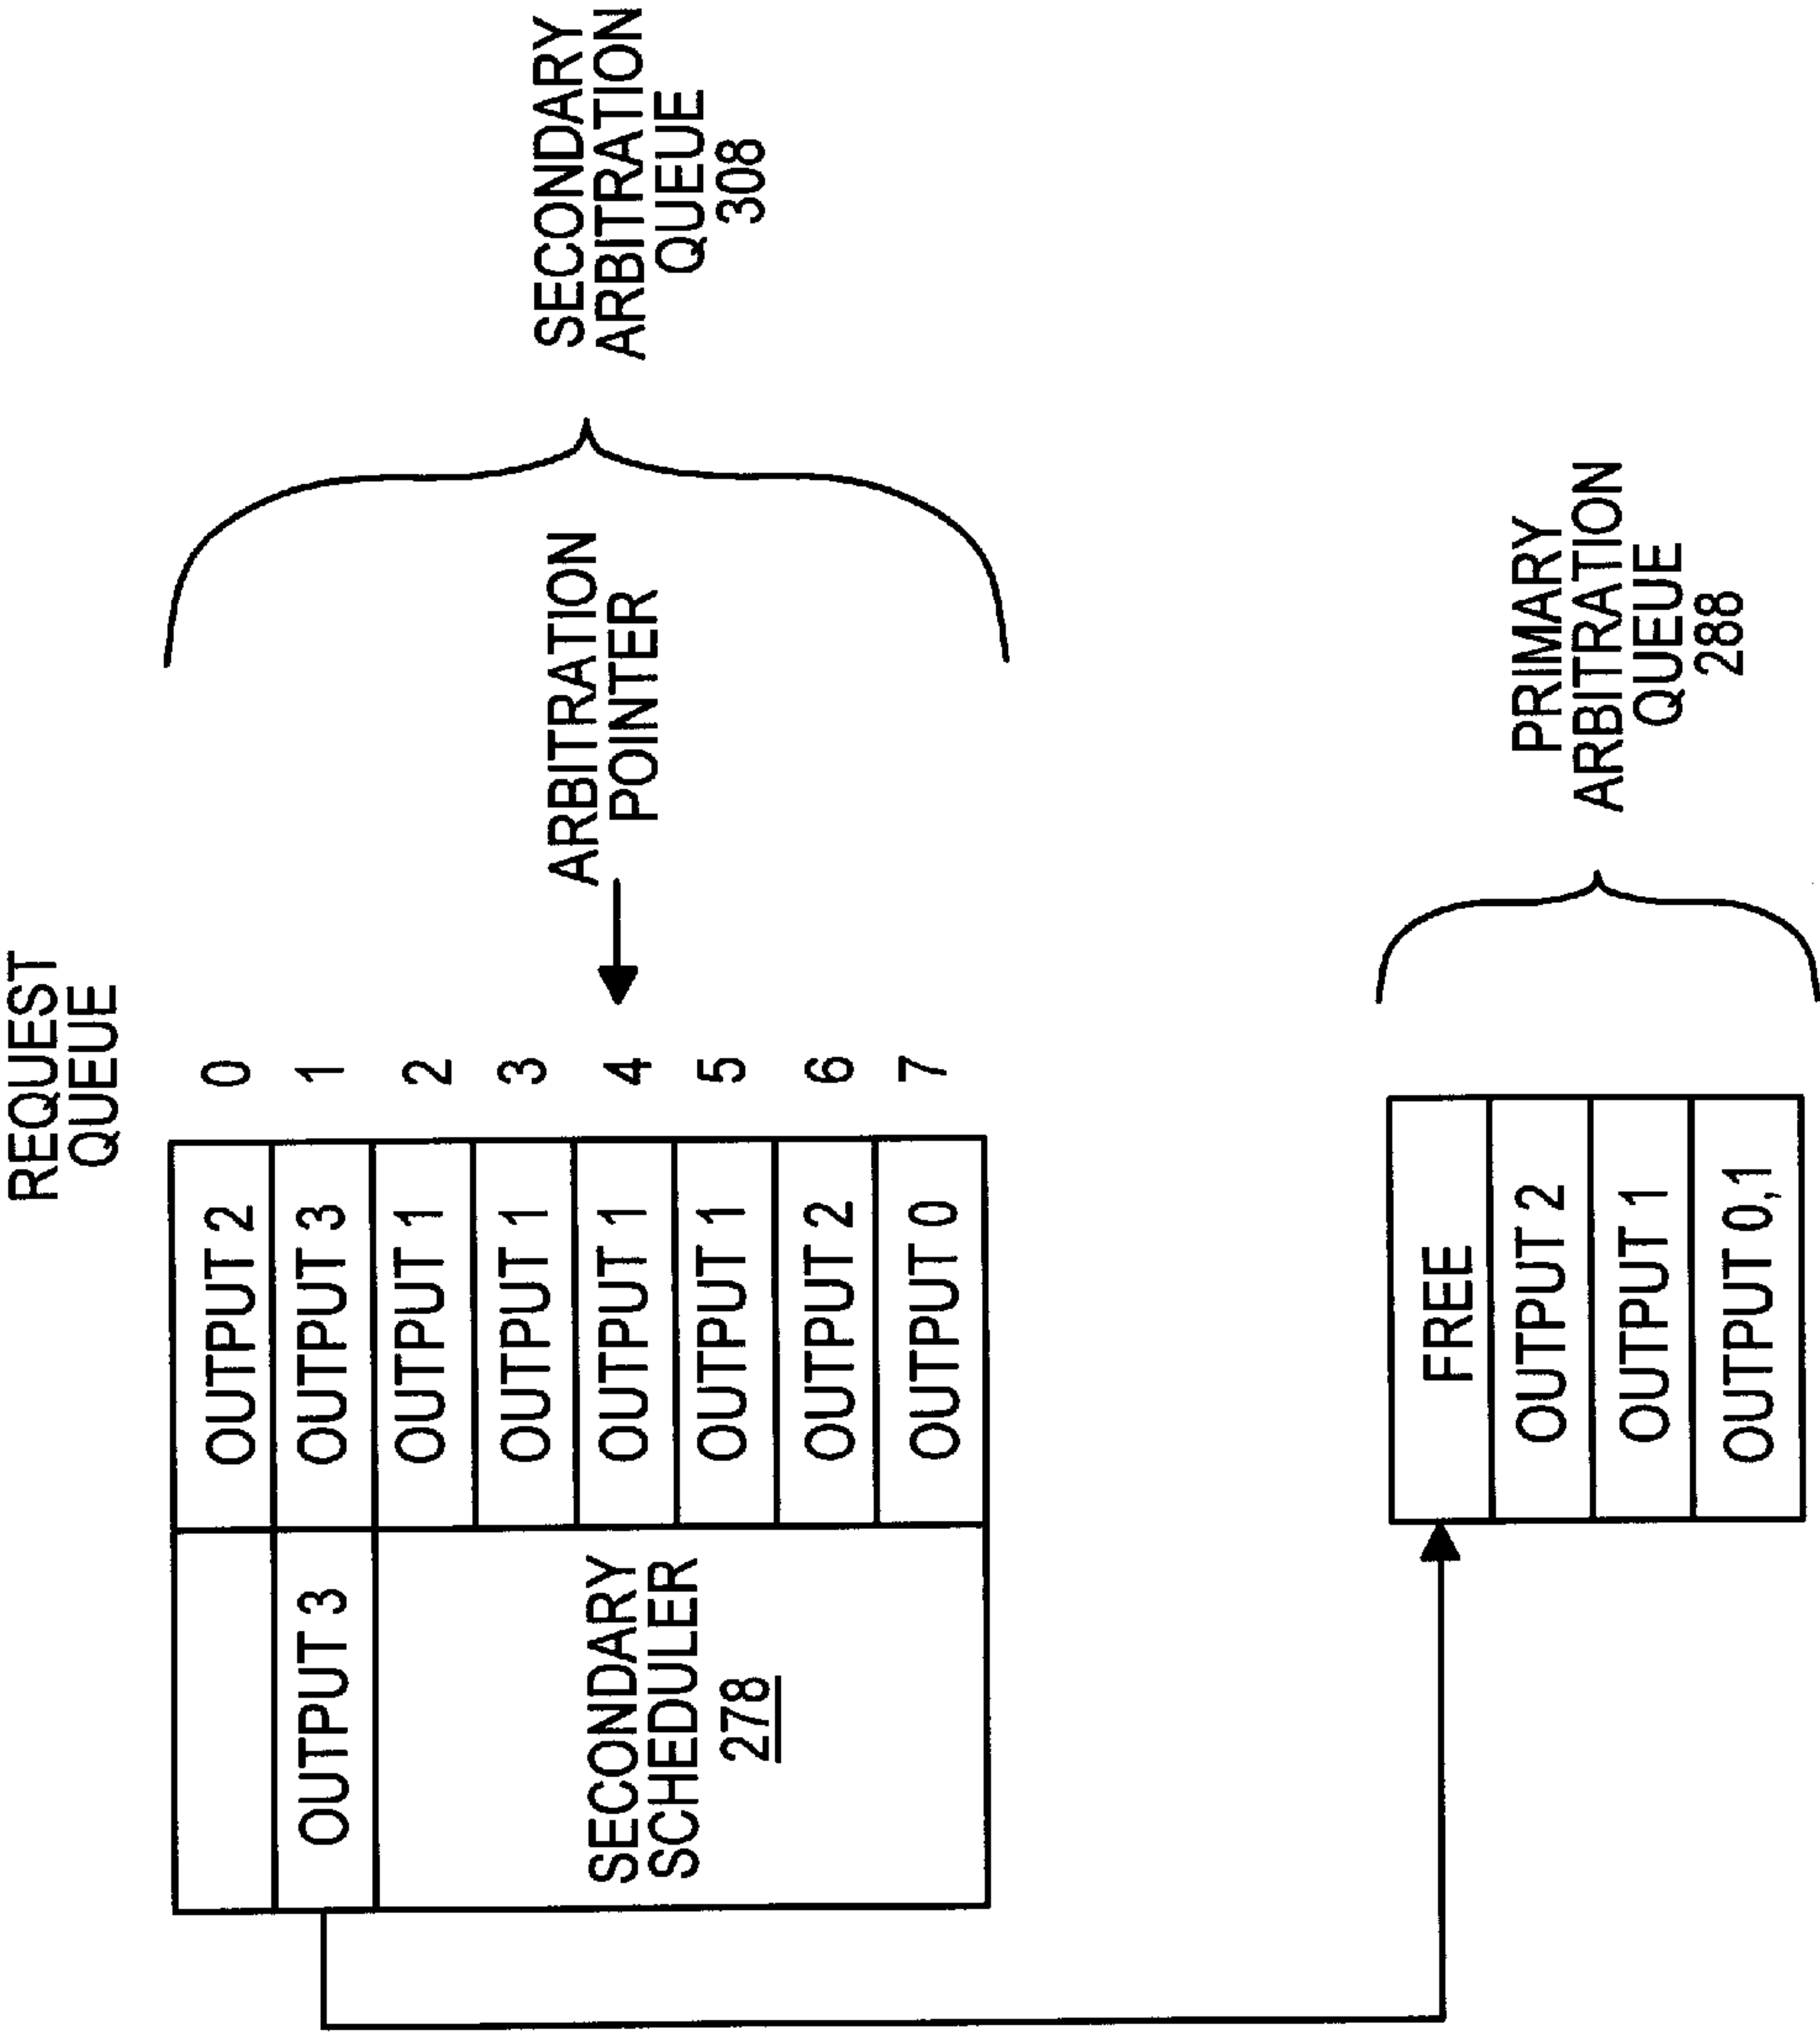 REQUEST
QUEUE
OUTPUT 2 0
OUTPUT 3 OUTPUT 3 1
OUTPUT 1 2
OUTPUT 1 3
OUTPUT 1 4
OUTPUT 1 5
OUTPUT 2 6
OUTPUT 0 7
SECONDARY
SCHEDULER
278
ARBITRATION
POINTER
SECONDARY
ARBITRATION
QUEUE
308
FREE
OUTPUT 2
OUTPUT 1
OUTPUT 0,1
PRIMARY
ARBITRATION
QUEUE
288